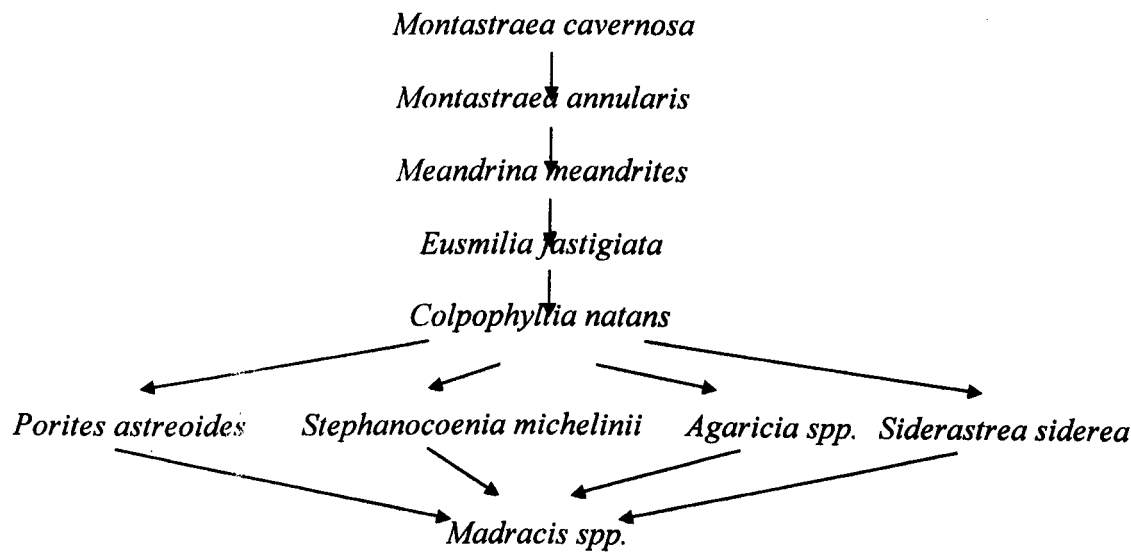 Montastraea cavernosa
Montastraea annularis
Meandrina meandrites
Eusmilia fastigiata
Colpophyllia natans
Porites astreoides Stephanocoenia michelinii Agaricia spp. Siderastrea siderea
Madracis spp.